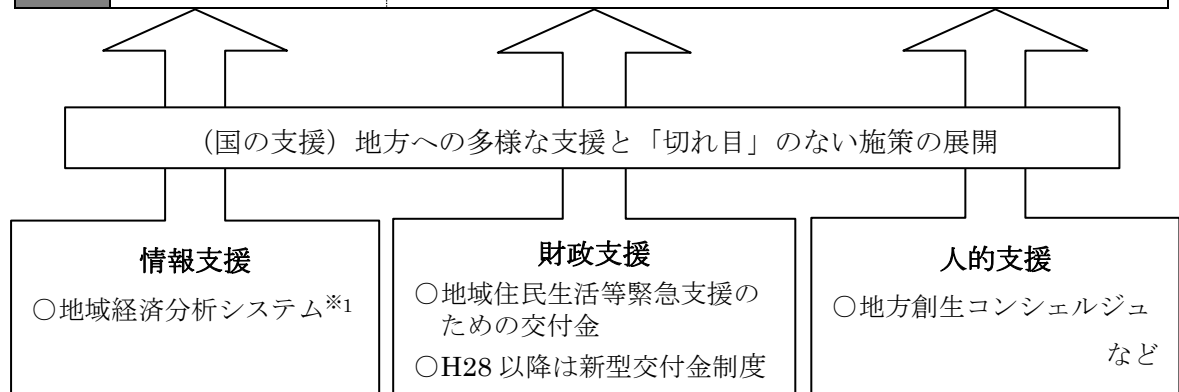 (国の支援)地方への多様な支援と「切れ目」のない施策の展開
情報支援
○地域経済分析システム※1
財政支援
○地域住民生活等緊急支援の
ための交付金
○H28 以降は新型交付金制度
人的支援
○地方創生コンシェルジュ
など